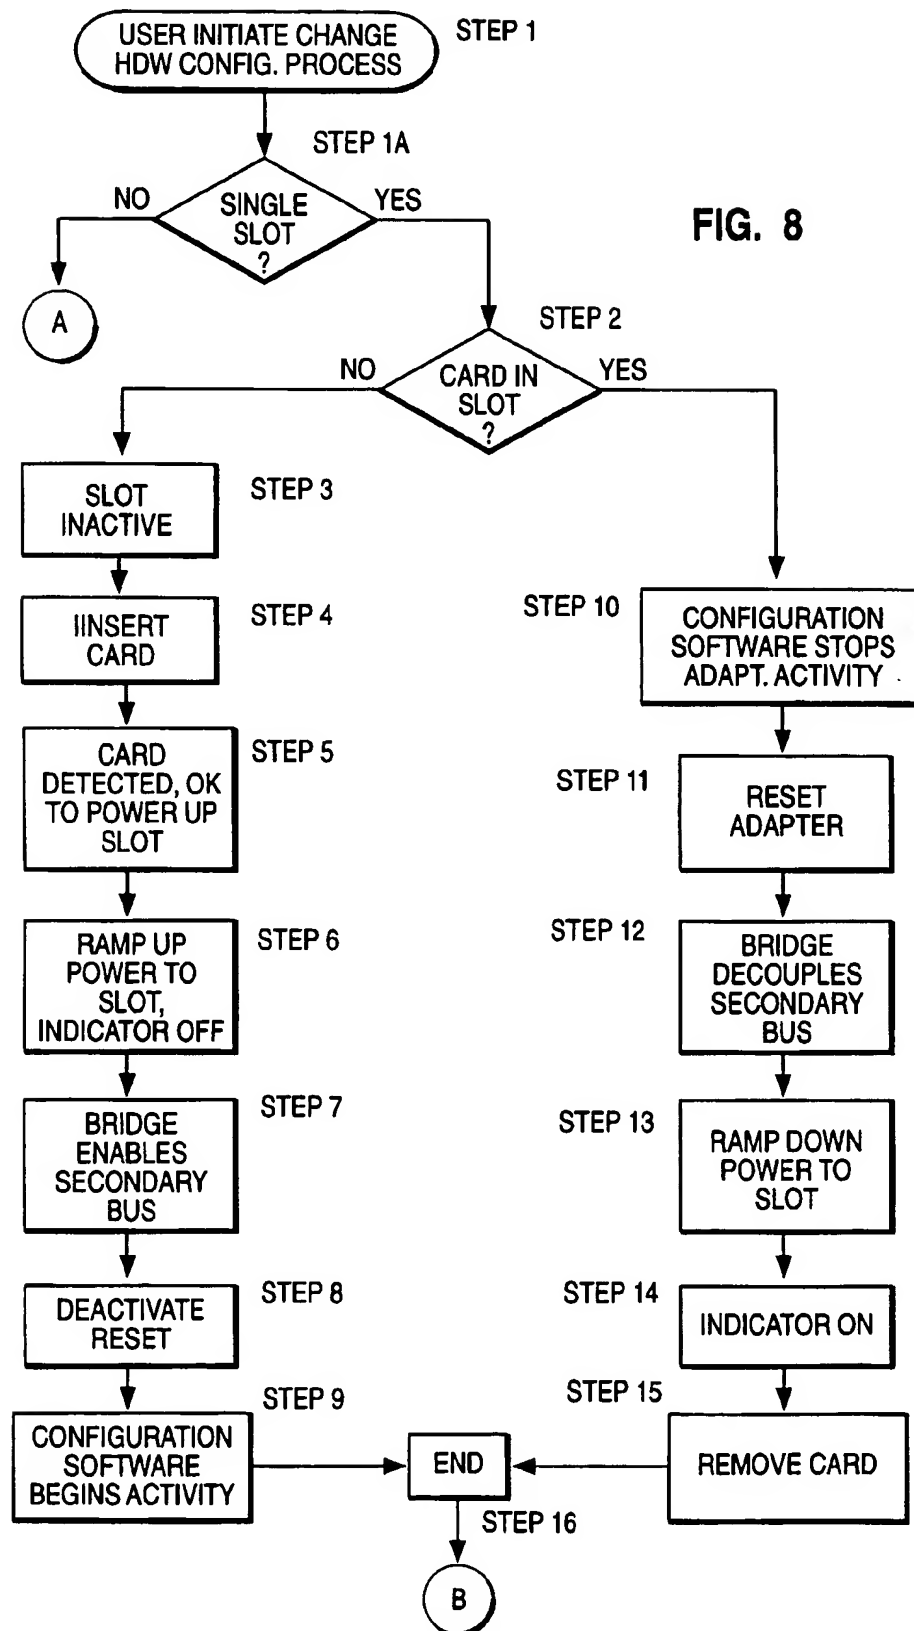 USER INITIATE CHANGE
HDW CONFIG. PROCESS
STEP 1
STEP 1A
SINGLE
SLOT
?
NO
YES
FIG. 8
A
STEP 2
CARD IN
SLOT
?
NO
YES
SLOT
INACTIVE
STEP 3
IINSERT
CARD
STEP 4
CARD
DETECTED, OK
TO POWER UP
SLOT
STEP 5
RAMP UP
POWER TO
SLOT,
INDICATOR OFF
STEP 6
BRIDGE
ENABLES
SECONDARY
BUS
STEP 7
DEACTIVATE
RESET
STEP 8
CONFIGURATION
SOFTWARE
BEGINS ACTIVITY
STEP 9
STEP 10
CONFIGURATION
SOFTWARE STOPS
ADAPT. ACTIVITY
STEP 11
RESET
ADAPTER
STEP 12
BRIDGE
DECOUPLES
SECONDARY
BUS
STEP 13
RAMP DOWN
POWER TO
SLOT
STEP 14
INDICATOR ON
STEP 15
REMOVE CARD
END
STEP 16
B